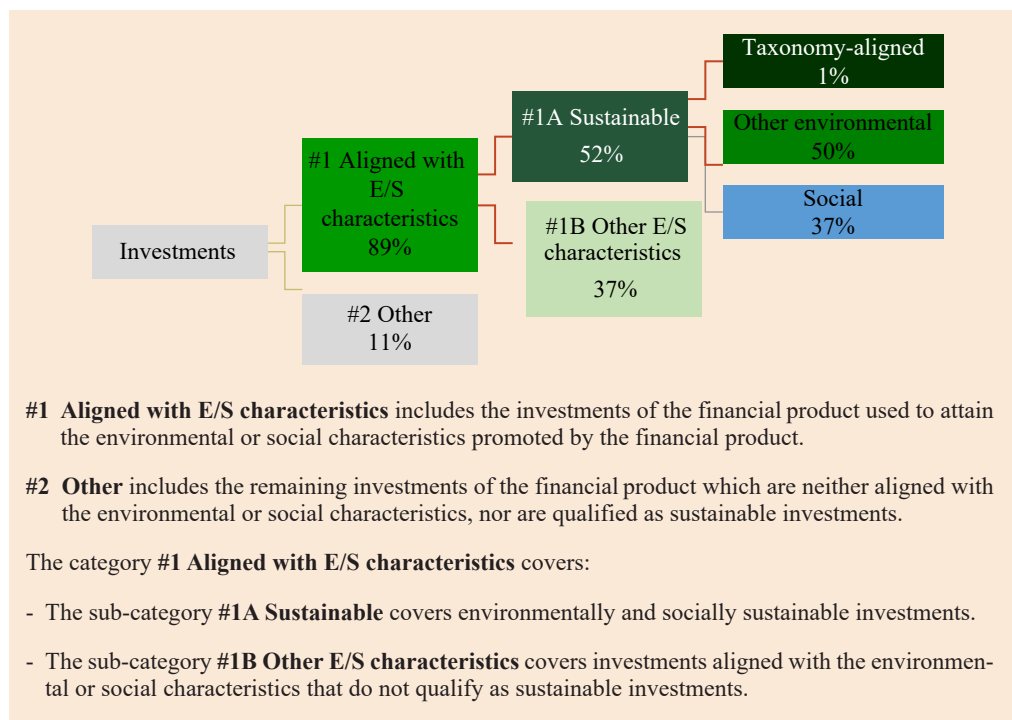 Taxonomy-aligned
1%
#1A Sustainable
52%
Other environmental
50%
#1 Aligned with
E/S
characteristics
89%
Social
37%
#1B Other E/S
characteristics
37%
Investments
#2 Other
11%
#1 Aligned with E/S characteristics includes the investments of the financial product used to attain
the environmental or social characteristics promoted by the financial product.
#2 Other includes the remaining investments of the financial product which are neither aligned with
the environmental or social characteristics, nor are qualified as sustainable investments.
The category #1 Aligned with E/S characteristics covers:
- The sub-category #1A Sustainable covers environmentally and socially sustainable investments.
- The sub-category #1B Other E/S characteristics covers investments aligned with the environmen-
tal or social characteristics that do not qualify as sustainable investments.